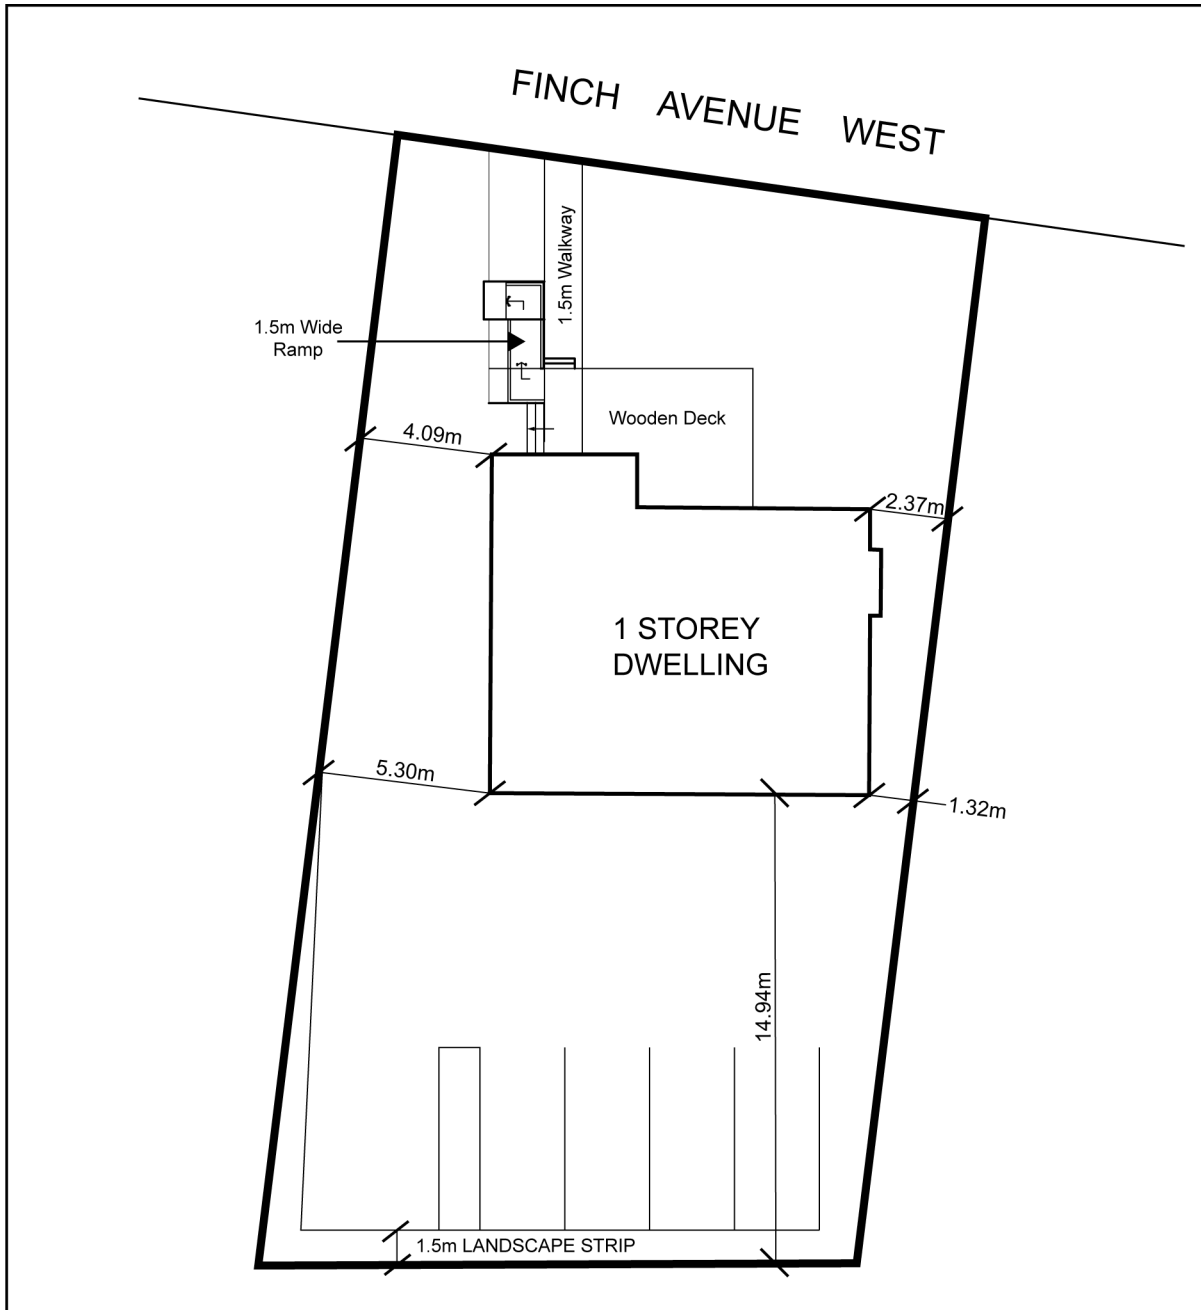 FINCH AVENUE WEST
1.5m Walkway
1.5m Wide
Ramp
Wooden Deck
4.09m
2.37m
1 STOREY
DWELLING
5.30m
1.32m
14.94m
1.5m LANDSCAPE STRIP